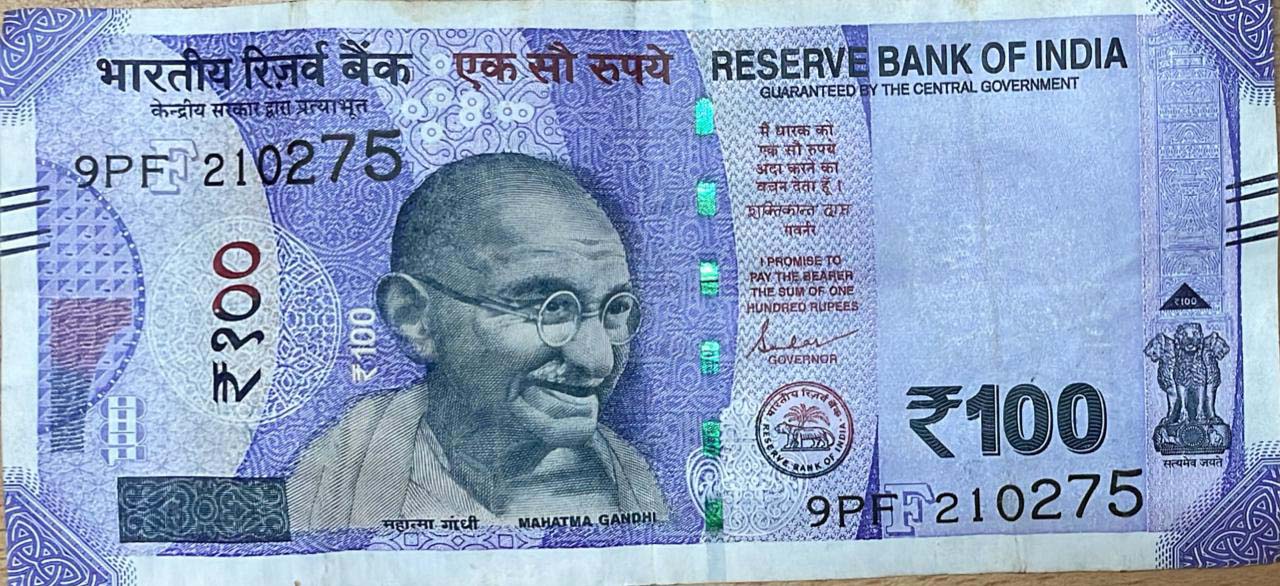 भारतीय रिज़र्व बैंक
केन्द्रीय सरकार द्वारा प्रत्याभूत
एक सौ रुपये
RESERVE BANK OF INDIA
GUARANTEED BY THE CENTRAL GOVERNMENT
9PF 210275
₹१००
₹100
मैं धारक को
एक सौ रुपये
अदा करने का
वचन देता हूँ ।
शक्तिकान्त दास
गवर्नर
I PROMISE TO
PAY THE BEARER
THE SUM OF ONE
HUNDRED RUPEES
GOVERNOR
भारतीय रिज़र्व बैंक
RESERVE BANK OF INDIA
महात्मा गांधी
MAHATMA GANDHI
₹100
₹100
सत्यमेव जयते
9PF 210275